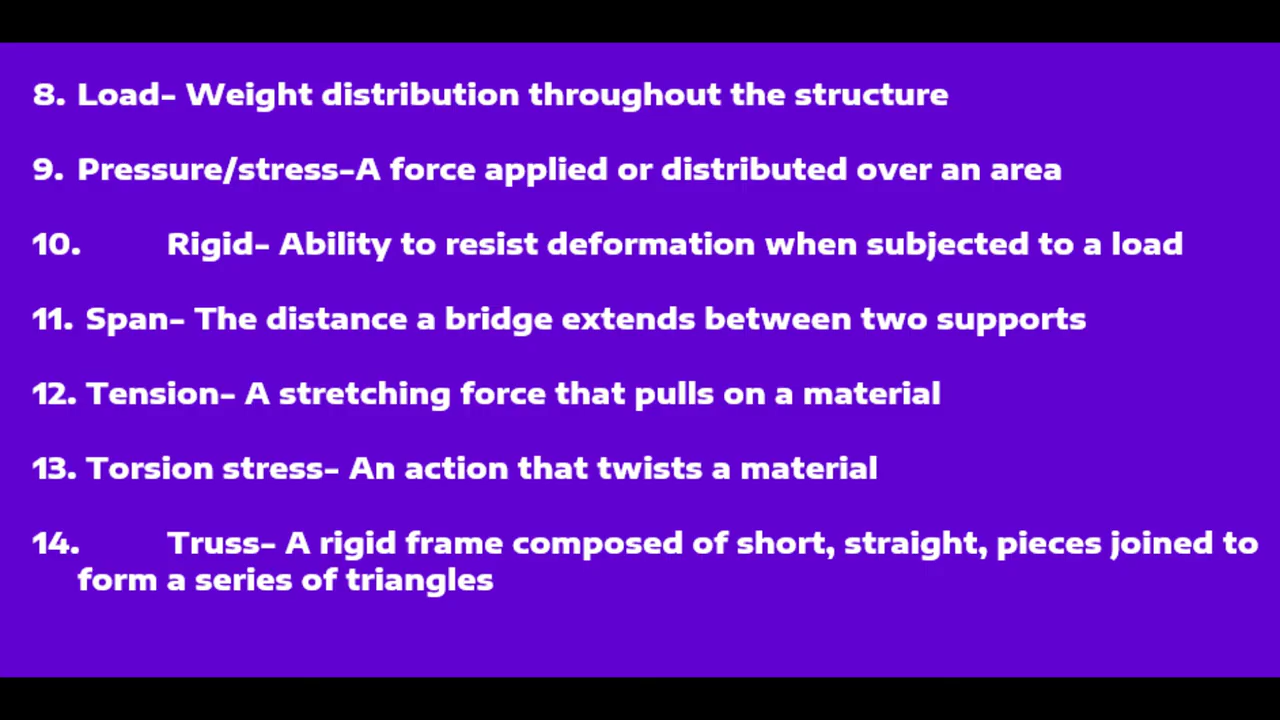 8. Load- Weight distribution throughout the structure
9. Pressure/stress-A force applied or distributed over an area
10. Rigid- Ability to resist deformation when subjected to a load
11. Span- The distance a bridge extends between two supports
12. Tension- A stretching force that pulls on a material
13. Torsion stress- An action that twists a material
14. Truss- A rigid frame composed of short, straight, pieces joined to
form a series of triangles